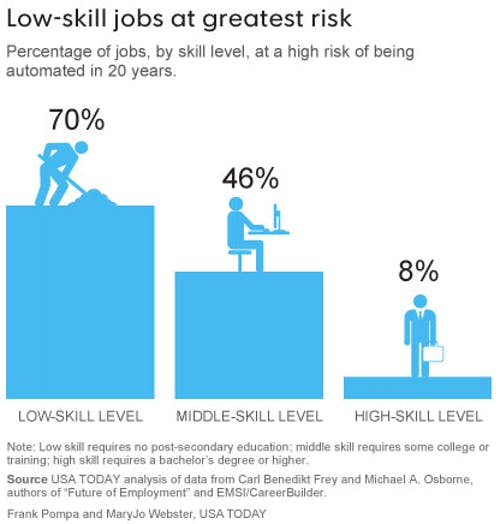 Low-skill jobs at greatest risk
Percentage of jobs, by skill level, at a high risk of being
automated in 20 years.
70%
46%
8%
LOW-SKILL LEVEL
MIDDLE-SKILL LEVEL
HIGH-SKILL LEVEL
Note: Low skill requires no post-secondary education; middle skill requires some college or
training; high skill requires a bachelor's degree or higher.
Source USA TODAY analysis of data from Carl Benedikt Frey and Michael A. Osborne,
authors of “Future of Employment” and EMSI/CareerBuilder.
Frank Pompa and MaryJo Webster, USA TODAY